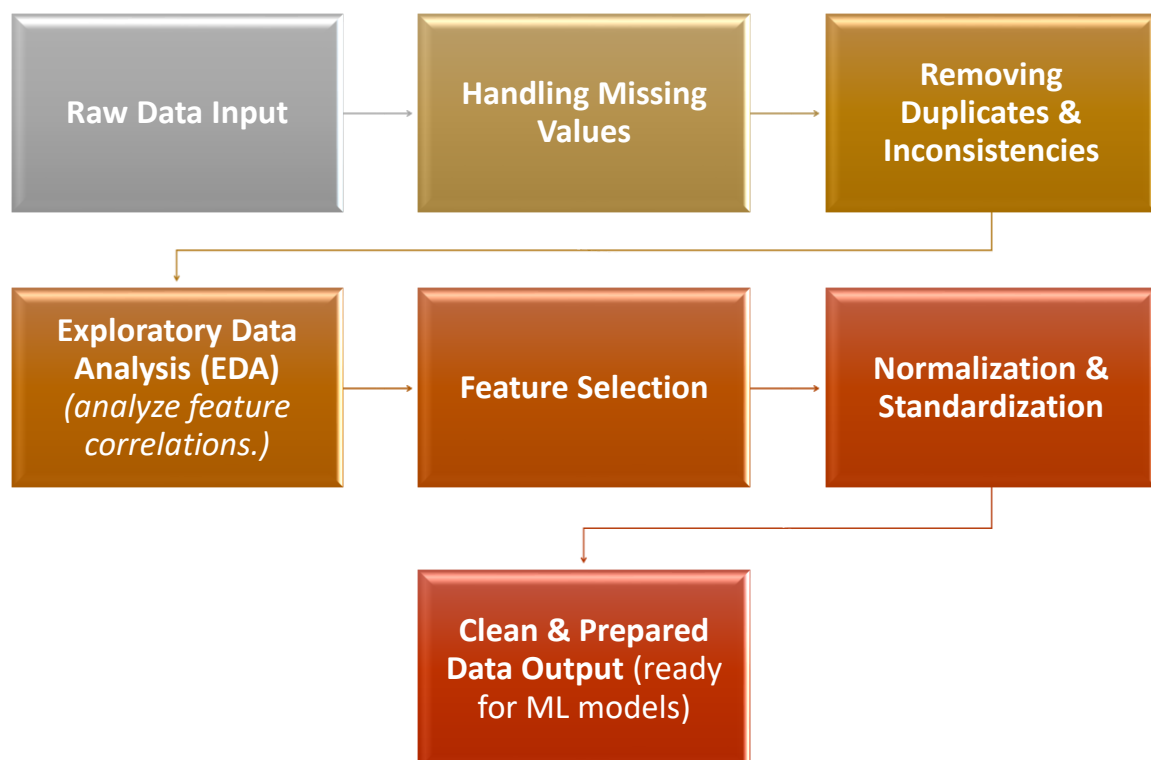 Raw Data Input
Handling Missing
Values
Removing
Duplicates &
Inconsistencies
Exploratory Data
Analysis (EDA)
(analyze feature
correlations.)
Feature Selection
Normalization &
Standardization
Clean & Prepared
Data Output (ready
for ML models)